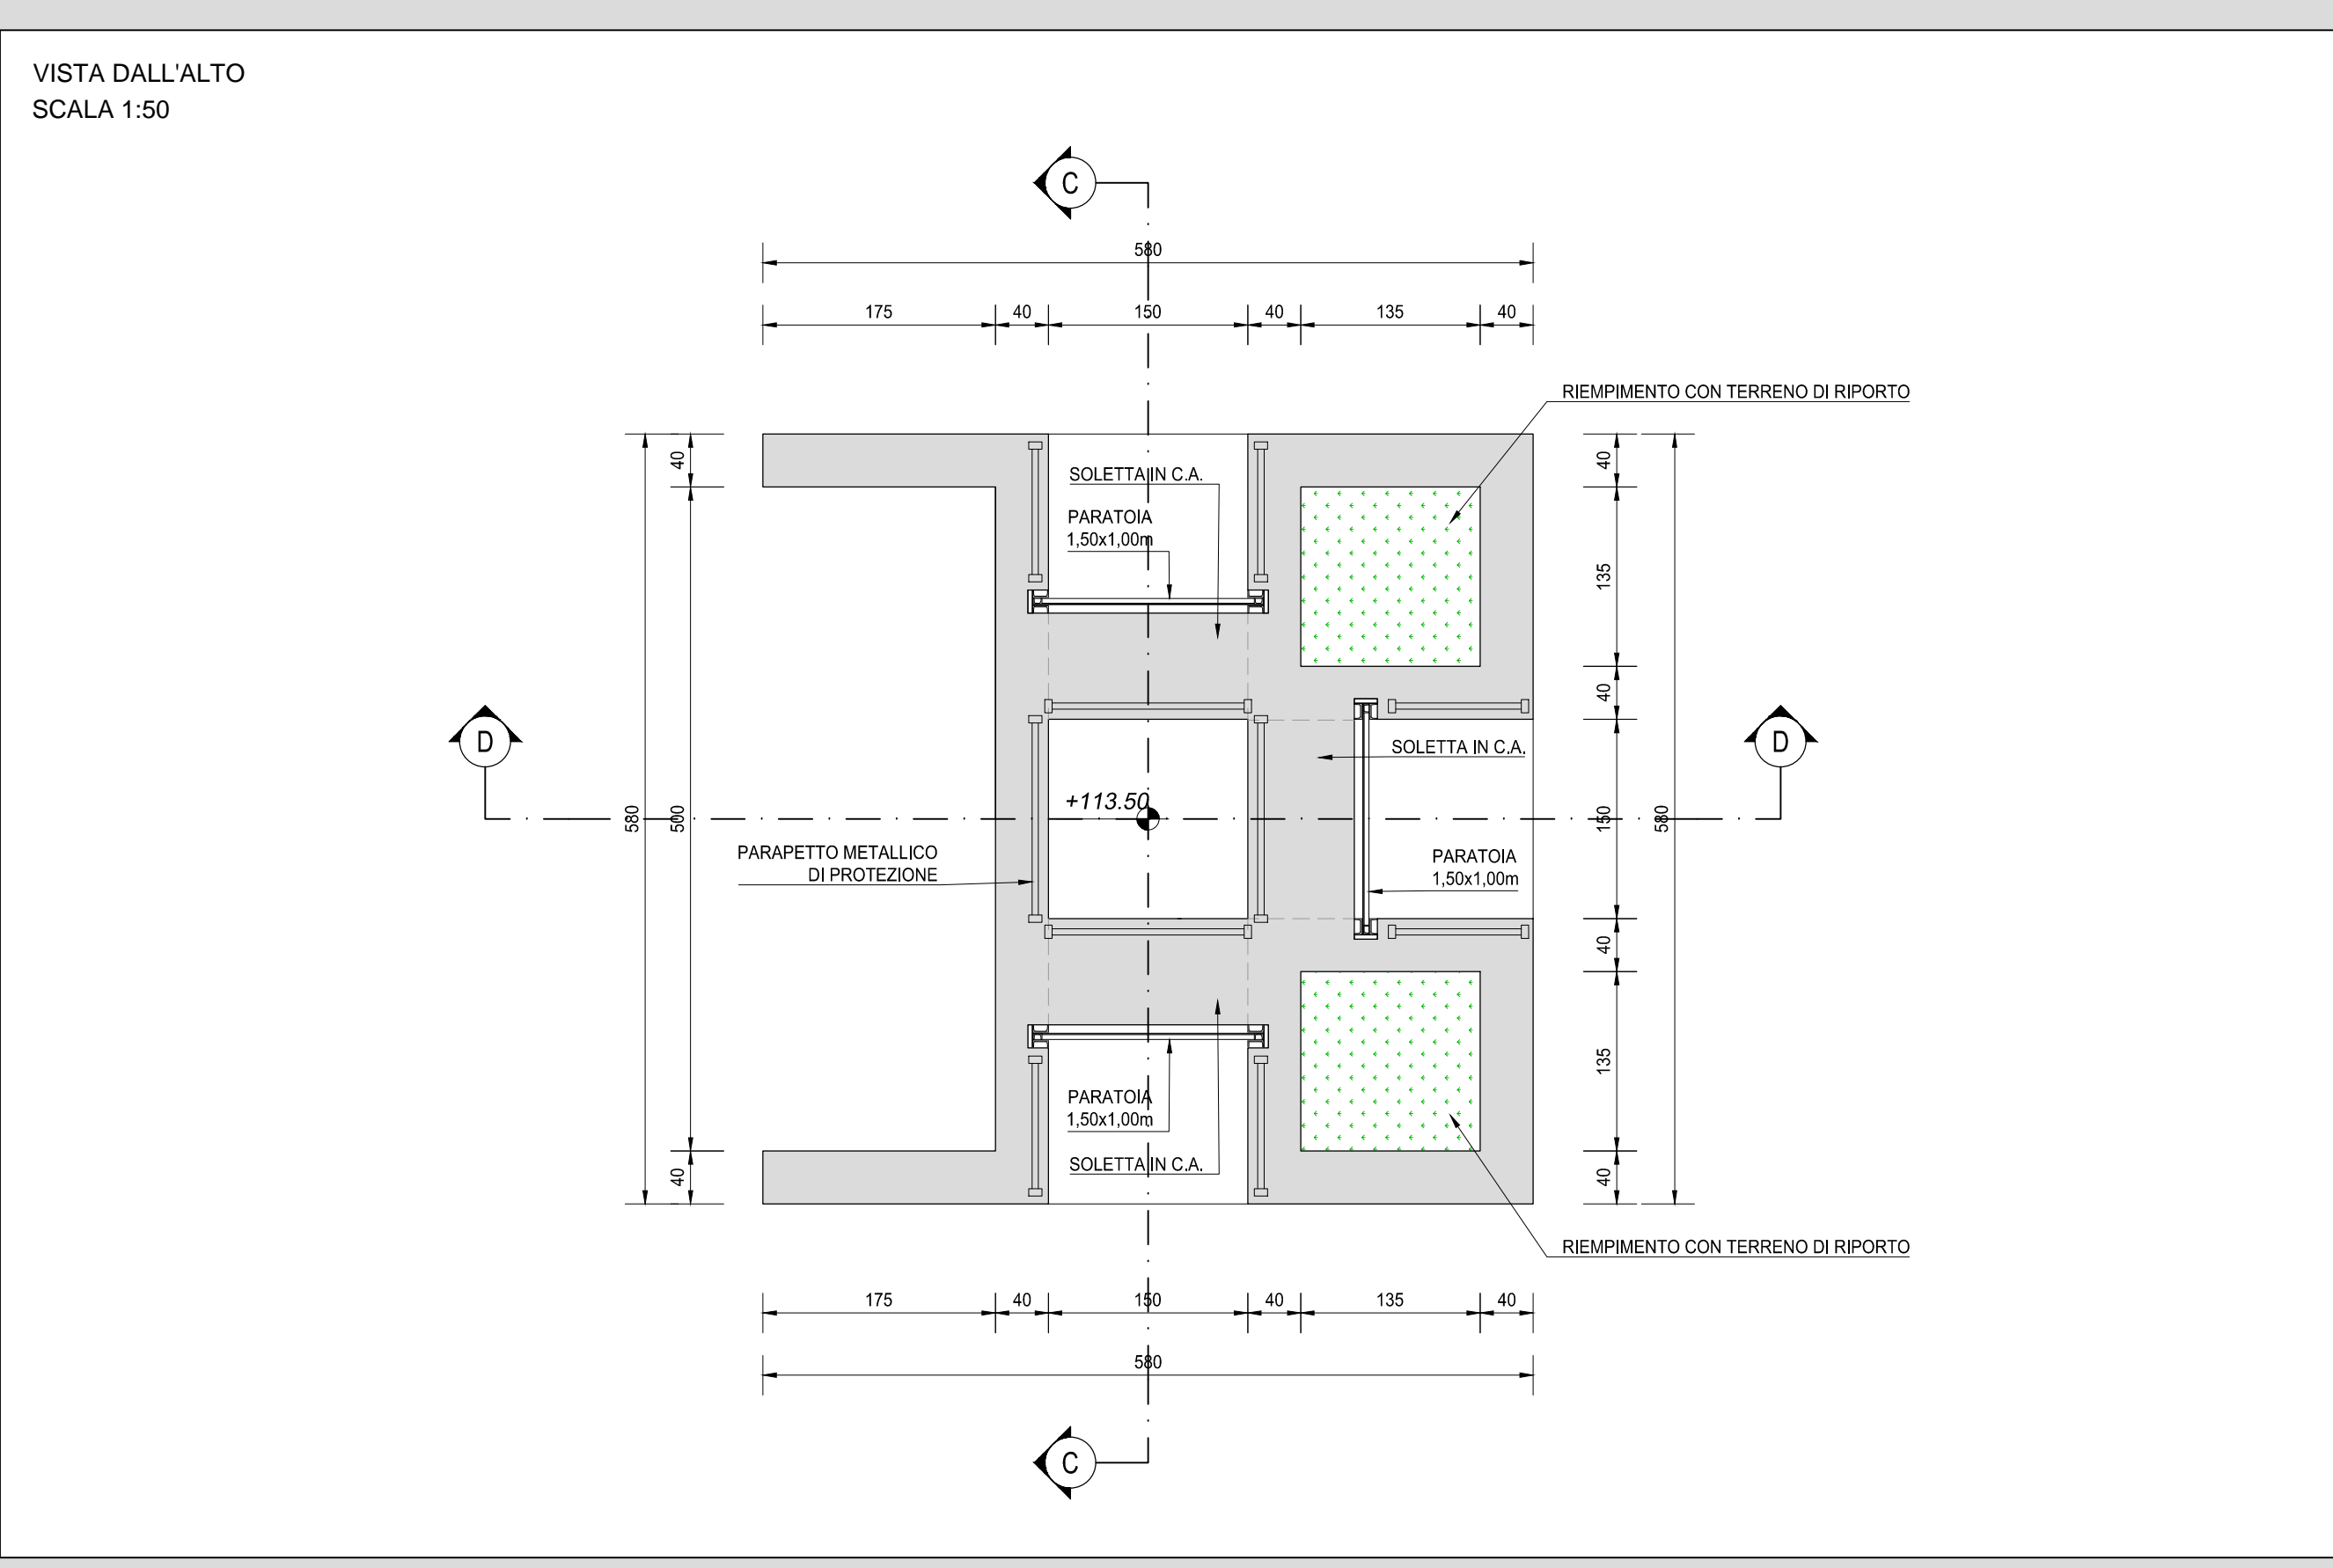 VISTA DALL'ALTO
SCALA 1:50
C
580
175 40 150 40 135 40
RIEMPIMENTO CON TERRENO DI RIPORTO
40
40
SOLETTA IN C.A.
PARATOIA
1,50x1,00m
135
40
D
D
SOLETTA IN C.A.
+113.50
580
500
150
580
PARAPETTO METALLICO
DI PROTEZIONE
PARATOIA
1,50x1,00m
40
135
PARATOIA
1,50x1,00m
SOLETTA IN C.A.
40
40
RIEMPIMENTO CON TERRENO DI RIPORTO
175 40 150 40 135 40
580
C